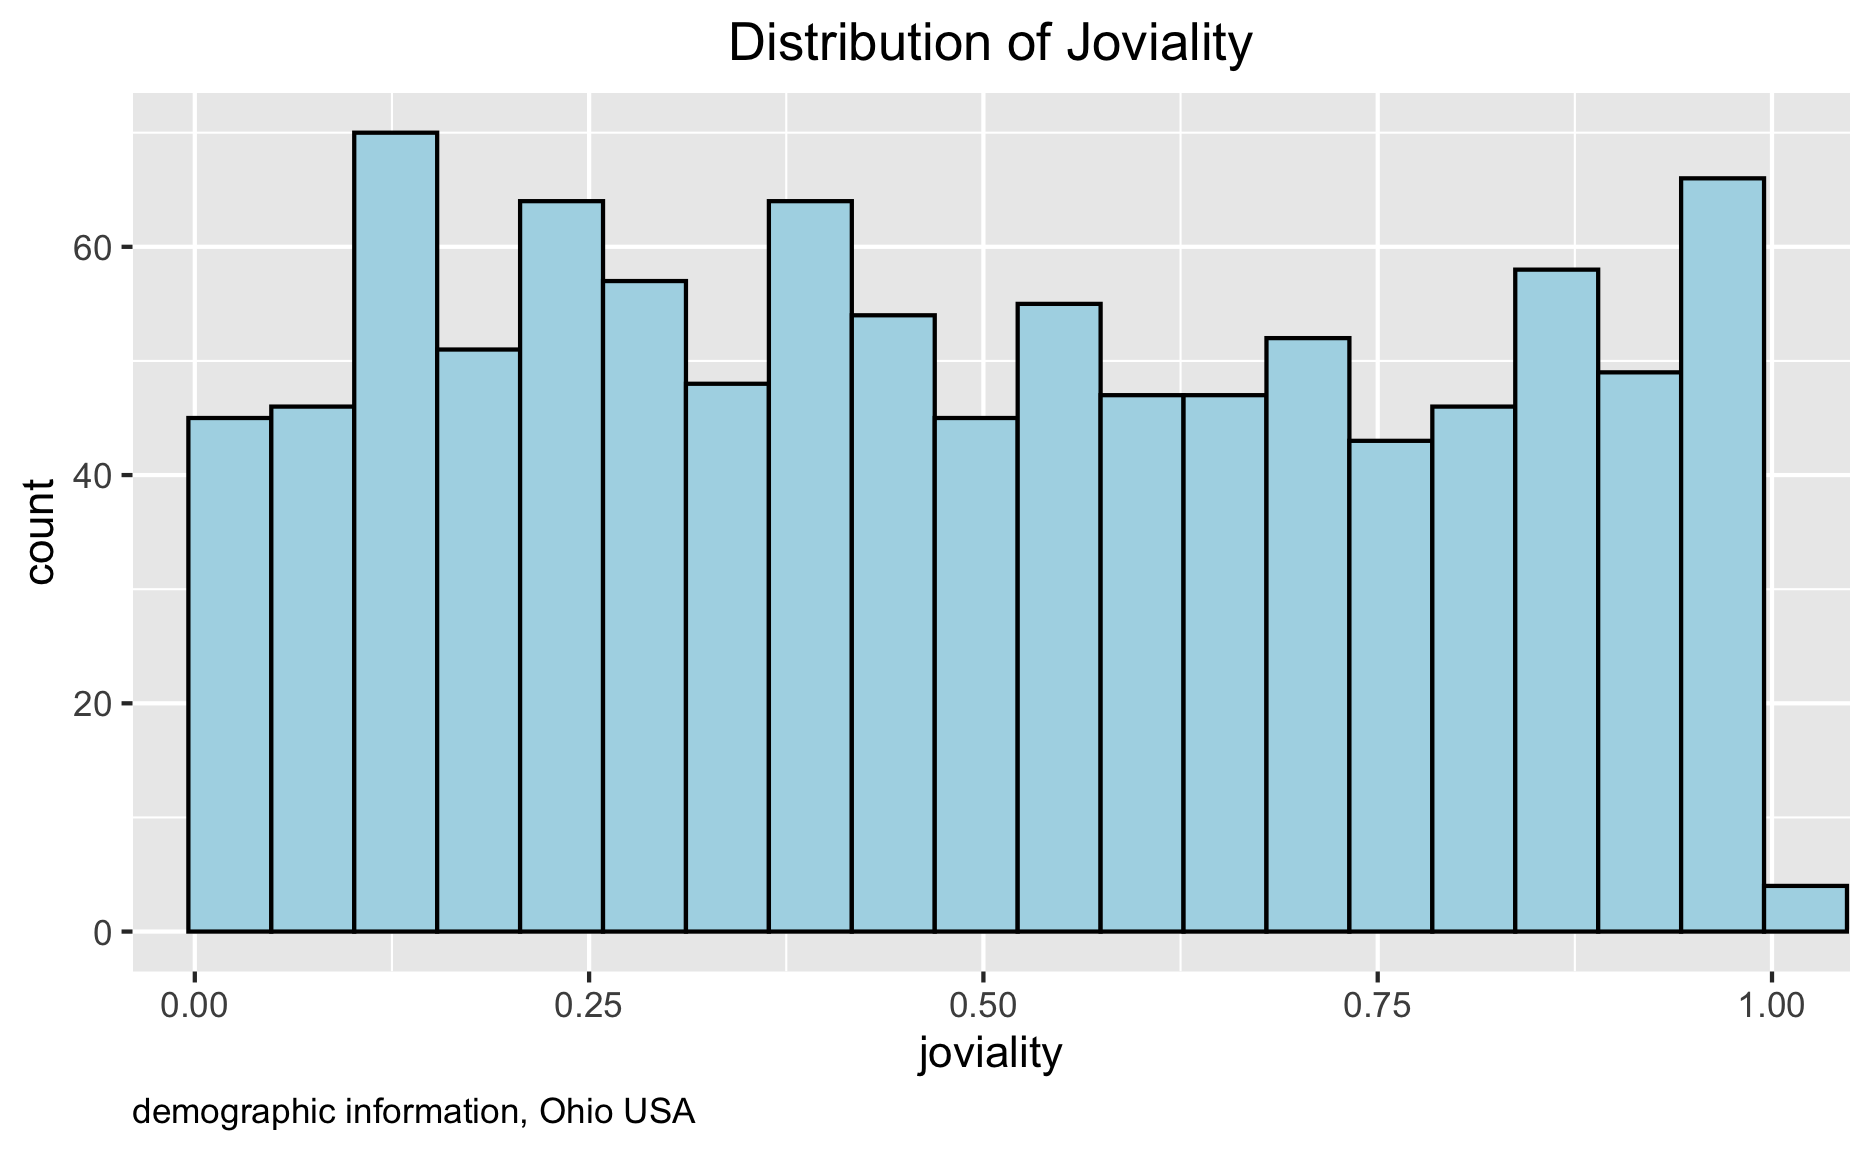 Distribution of Joviality
60
40
20
0
count
0.00 0.25 0.50 0.75 1.00
joviality
demographic information, Ohio USA